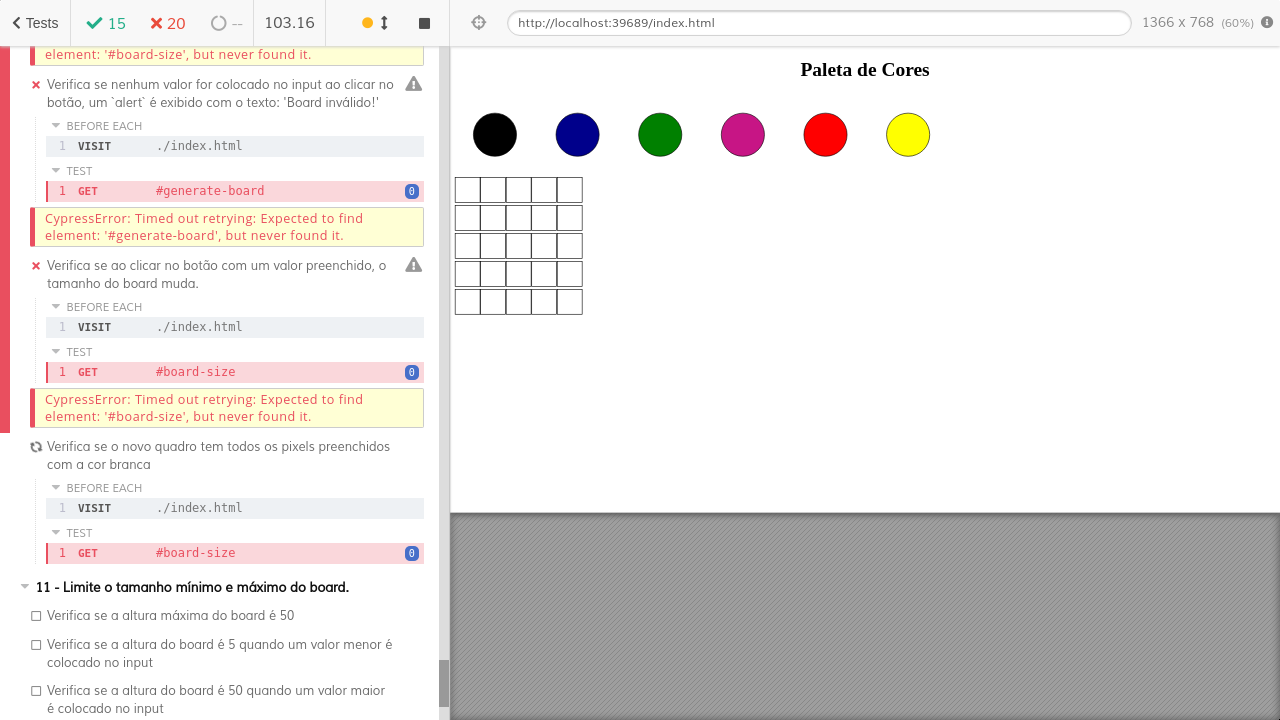 Tests
15
20
--
103.16
http://localhost:39689/index.html
1366 x 768 (60%)
element: '#board-size', but never found it.
Verifica se nenhum valor for colocado no input ao clicar no
botão, um `alert` é exibido com o texto: 'Board inválido!'
BEFORE EACH
1 VISIT ./index.html
TEST
1 GET #generate-board 0
CypressError: Timed out retrying: Expected to find
element: '#generate-board', but never found it.
Verifica se ao clicar no botão com um valor preenchido, o
tamanho do board muda.
BEFORE EACH
1 VISIT ./index.html
TEST
1 GET #board-size 0
CypressError: Timed out retrying: Expected to find
element: '#board-size', but never found it.
Verifica se o novo quadro tem todos os pixels preenchidos
com a cor branca
BEFORE EACH
1 VISIT ./index.html
TEST
1 GET #board-size 0
11 - Limite o tamanho mínimo e máximo do board.
Verifica se a altura máxima do board é 50
Verifica se a altura do board é 5 quando um valor menor é
colocado no input
Verifica se a altura do board é 50 quando um valor maior
é colocado no input
Paleta de Cores